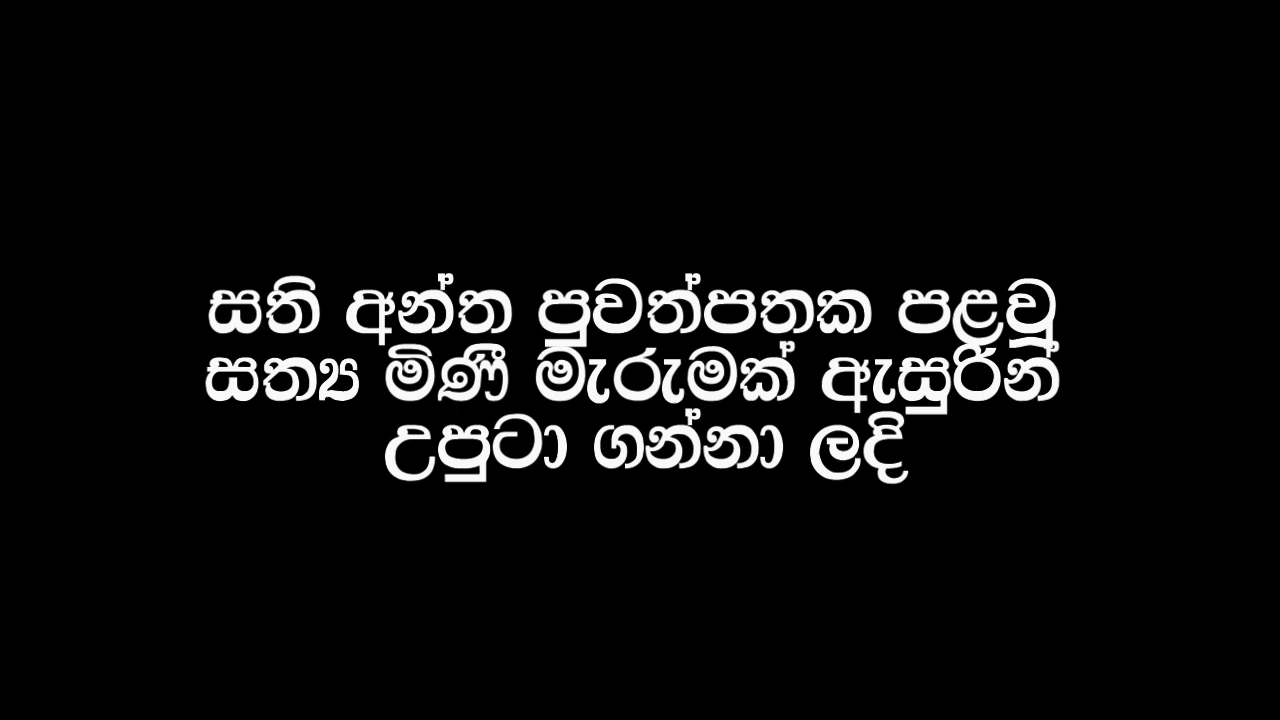 සති අන්ත පුවත්පතක පළවූ
සත්‍ය මිණී මැරුමක් ඇසුරින්
උපුටා ගන්නා ලදි